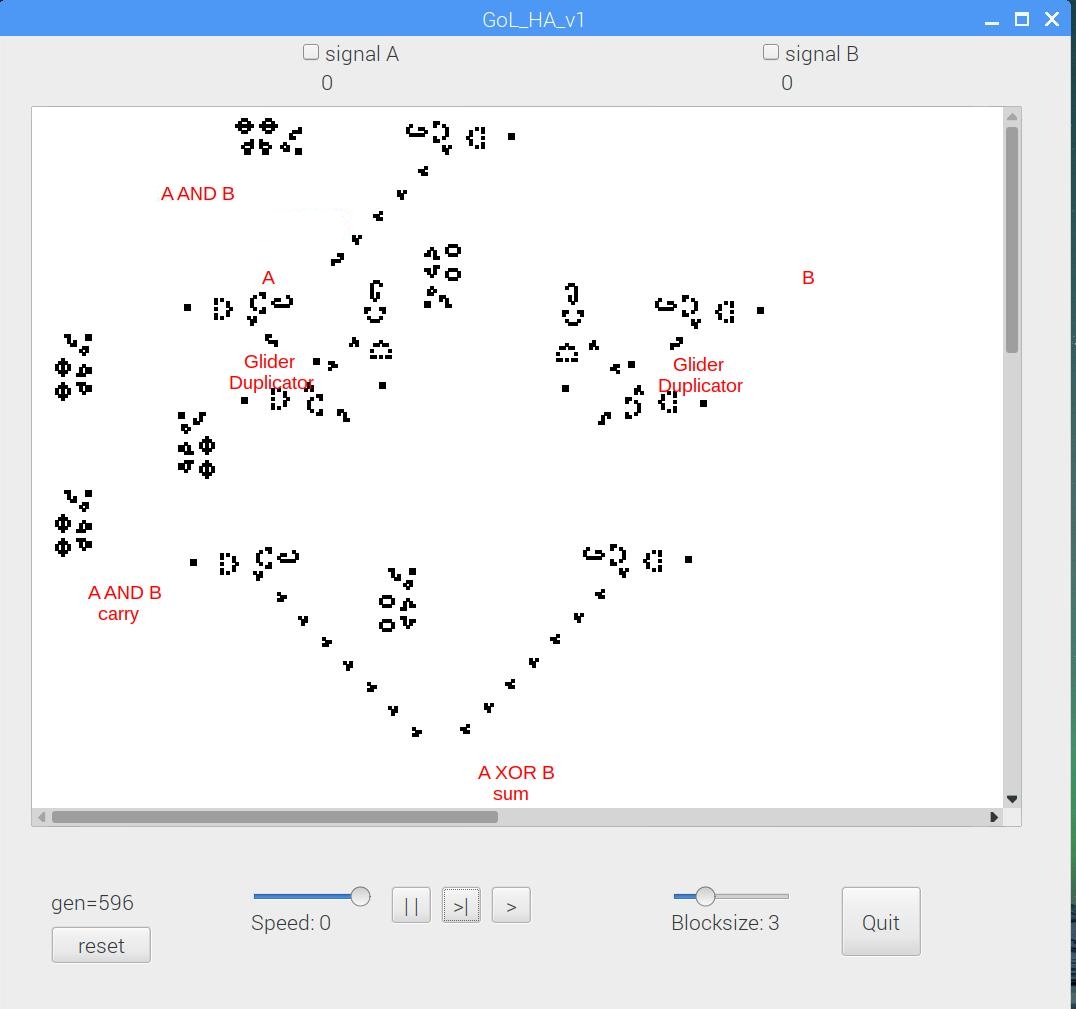 GoL_HA_v1
signal A
signal B
0
0
A AND B
A
B
Glider
Duplicator
Glider
Duplicator
A AND B
carry
A XOR B
sum
gen=596
Speed: 0
||
>|
>
Blocksize: 3
Quit
reset